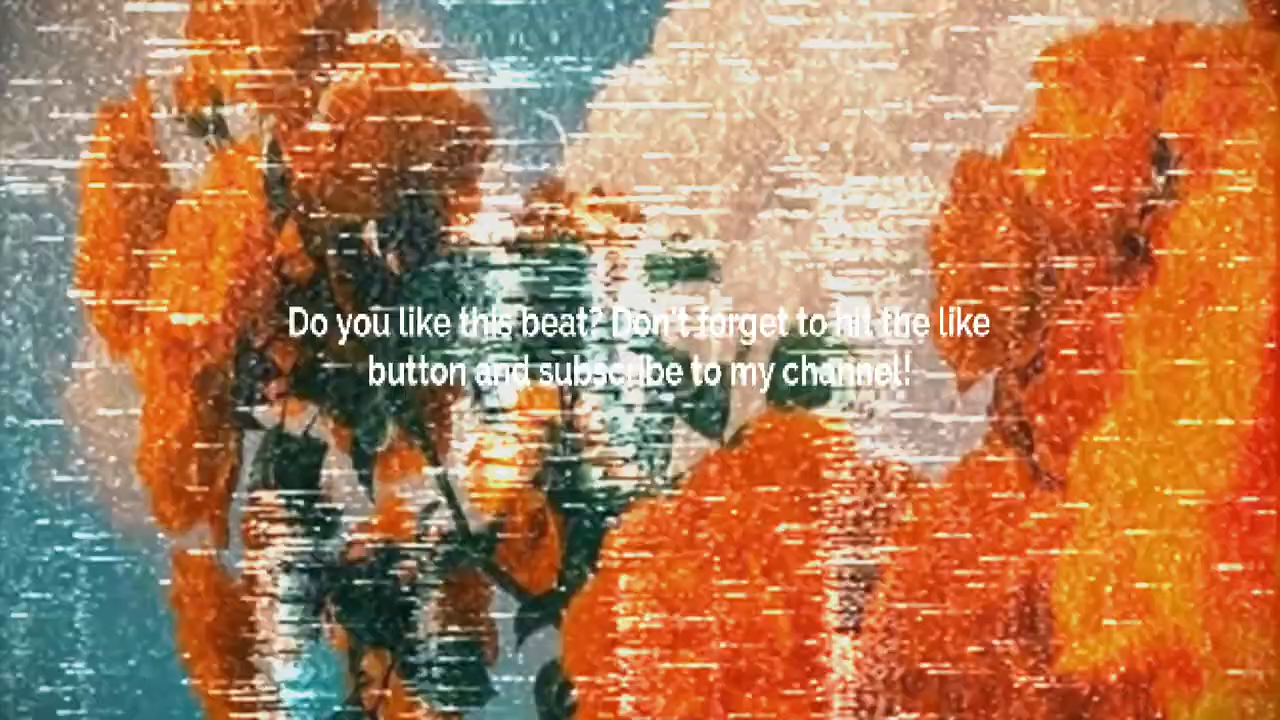 Do you like this beat? Don't forget to hit the like
button and subscribe to my channel!